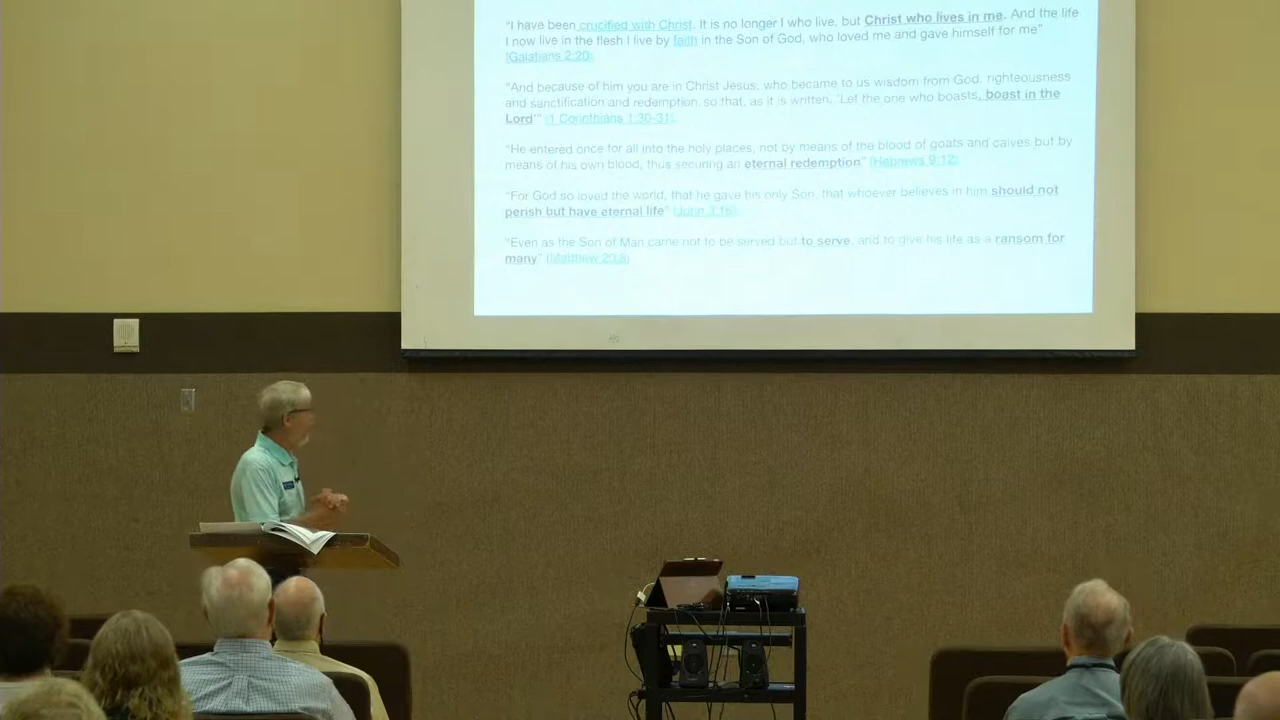 “I have been crucified with Christ. It is no longer I who live, but Christ who lives in me. And the life
I now live in the flesh I live by faith in the Son of God, who loved me and gave himself for me”
(Galatians 2:20).
“And because of him you are in Christ Jesus, who became to us wisdom from God, righteousness
and sanctification and redemption, so that, as it is written, ‘Let the one who boasts, boast in the
Lord’” (1 Corinthians 1:30-31).
“He entered once for all into the holy places, not by means of the blood of goats and calves but by
means of his own blood, thus securing an eternal redemption” (Hebrews 9:12).
“For God so loved the world, that he gave his only Son, that whoever believes in him should not
perish but have eternal life” (John 3:16).
“Even as the Son of Man came not to be served but to serve, and to give his life as a ransom for
many” (Matthew 20:8)